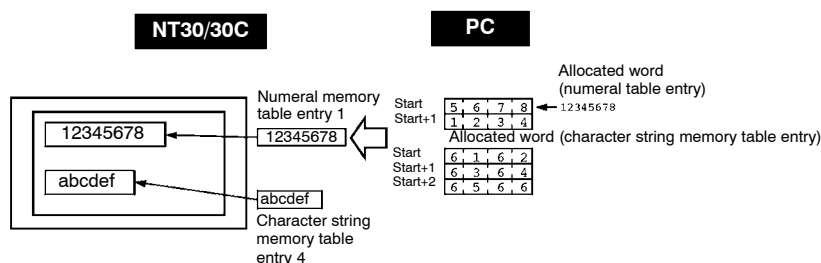 NT30/30C
PC
Allocated word
(numeral table entry)
Numeral memory
table entry 1
12345678
12345678
Start 5 6 7 8
12345678
Start+1 1 2 3 4
Allocated word (character string memory table entry)
Start 6 1 6 2
Start+1 6 3 6 4
Start+2 6 5 6 6
abcdef
abcdef
Character string
memory table
entry 4